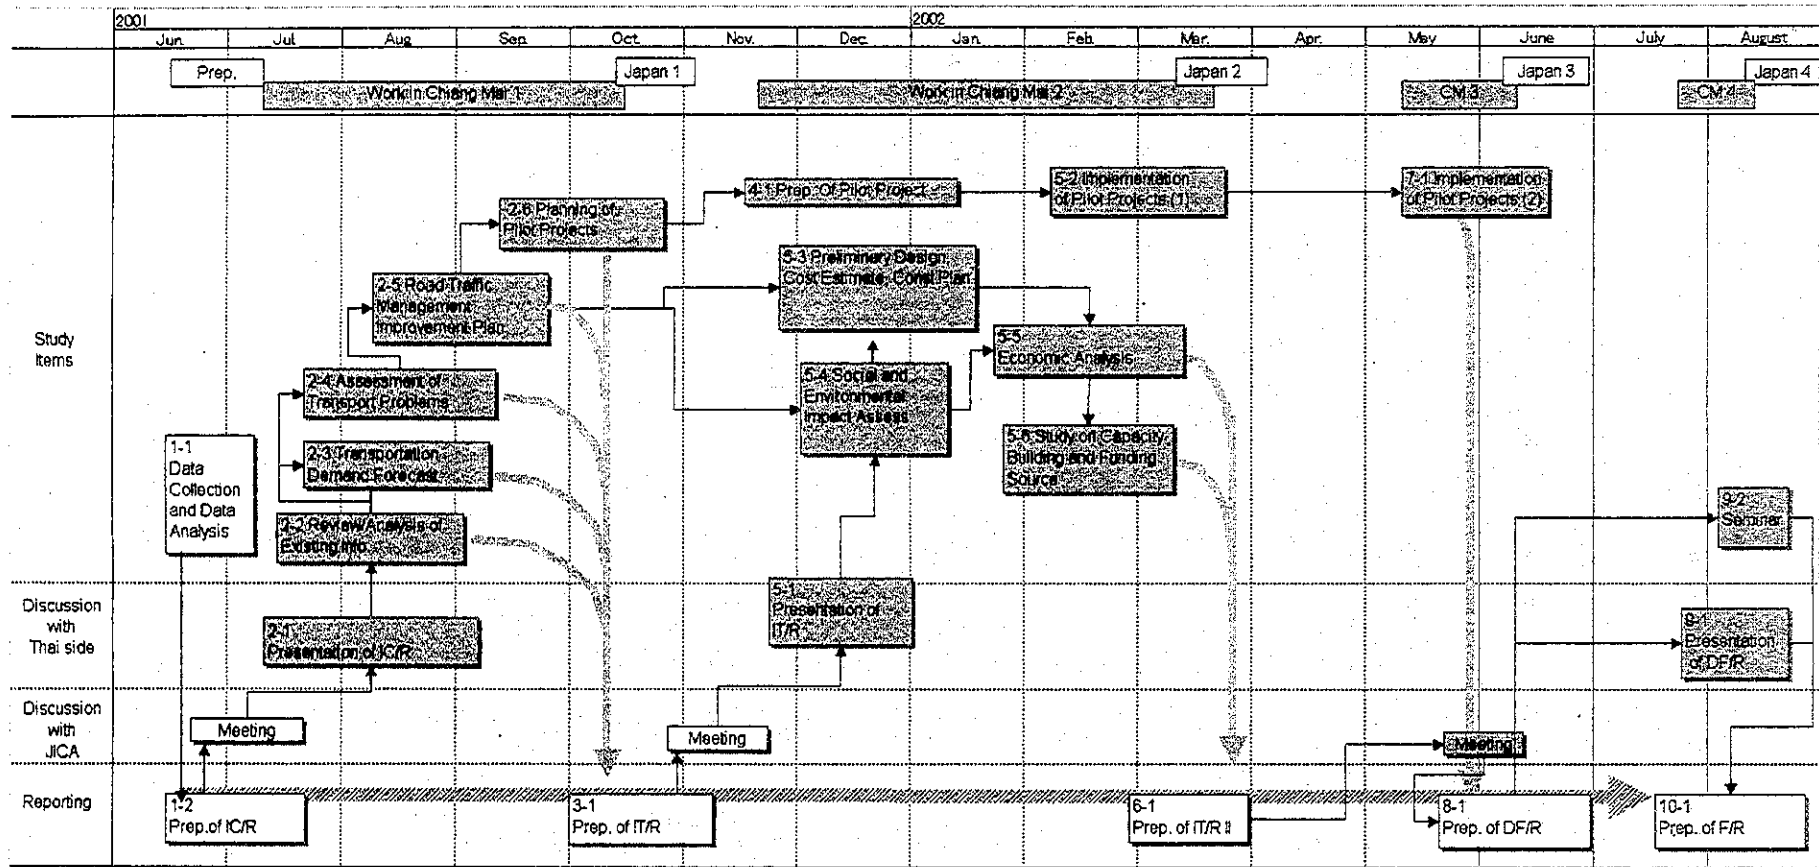 2001
2002
Jun.
Jul.
Aug.
Sep.
Oct.
Nov.
Dec.
Jan.
Feb.
Mar.
Apr.
May
June
July
August
Prep.
Japan 1
Japan 2
Japan 3
Japan 4
Work in Chiang Mai 1
Work in Chiang Mai 2
CM 3
CM 4
Study
Items
4-1 Prep. Of Pilot Project
5-2 Implementation
of Pilot Projects (1)
7-1 Implementation
of Pilot Projects (2)
2-6 Planning of
Pilot Projects
5-3 Preliminary Design
Cost Estimate, Const Plan
2-5 Road Traffic
Management
Improvement Plan
5-5
Economic Analysis
2-4 Assessment of
Transport Problems
5-4 Social and
Environmental
Impact Assess
1-1
Data
Collection
and Data
Analysis
2-3 Transportation
Demand Forecast
5-6 Study on Capacity
Building and Funding
Source
2-2 Review/Analysis of
Existing Info
9-2
Seminar
Discussion
with
Thai side
5-1
Presentation of
IT/R
2-1
Presentation of IC/R
9-1
Presentation
of DF/R
Discussion
with
JICA
Meeting
Meeting
Meeting
Reporting
1-2
Prep.of IC/R
3-1
Prep. of IT/R
6-1
Prep. of IT/R II
8-1
Prep. of DF/R
10-1
Prep. of F/R